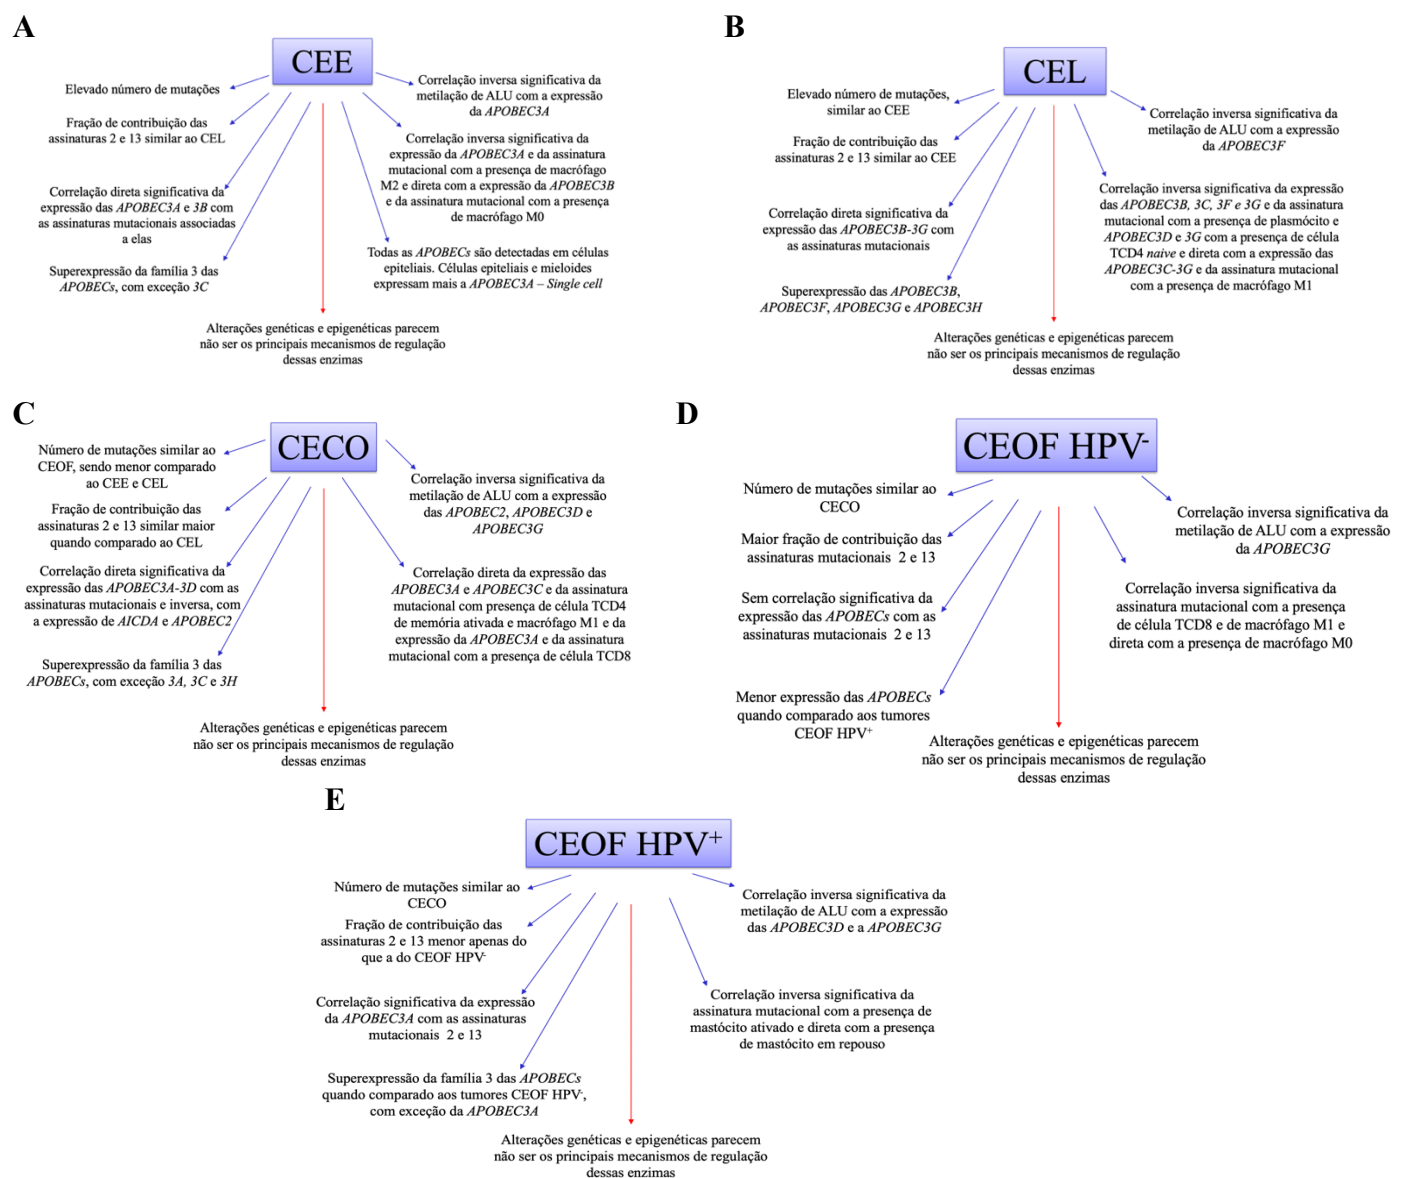 A
CEE
Elevado número de mutações
Fração de contribuição das
assinaturas 2 e 13 similar ao CEL
Correlação direta significativa da
expressão das APOBEC3A e 3B com
as assinaturas mutacionais associadas
a elas
Superexpressão da família 3 das
APOBECs, com exceção 3C
Alterações genéticas e epigenéticas parecem
não ser os principais mecanismos de regulação
dessas enzimas
Correlação inversa significativa da
metilação de ALU com a expressão
da APOBEC3A
Correlação inversa significativa da
expressão da APOBEC3A e da assinatura
mutacional com a presença de macrófago
M2 e direta com a expressão da APOBEC3B
e da assinatura mutacional com a presença
de macrófago M0
Todas as APOBECs são detectadas em células
epiteliais. Células epiteliais e mieloides
expressam mais a APOBEC3A – Single cell
B
CEL
Elevado número de mutações,
similar ao CEE
Fração de contribuição das
assinaturas 2 e 13 similar ao CEE
Correlação direta significativa da
expressão das APOBEC3B-3G com
as assinaturas mutacionais
Superexpressão das APOBEC3B,
APOBEC3F, APOBEC3G e APOBEC3H
Alterações genéticas e epigenéticas parecem
não ser os principais mecanismos de regulação
dessas enzimas
Correlação inversa significativa da
metilação de ALU com a expressão
da APOBEC3F
Correlação inversa significativa da expressão
das APOBEC3B, 3C, 3F e 3G e da assinatura
mutacional com a presença de plasmócito e
APOBEC3D e 3G com a presença de célula
TCD4 naive e direta com a expressão das
APOBEC3C-3G e da assinatura mutacional
com a presença de macrófago M1
C
CECO
Número de mutações similar ao
CEOF, sendo menor comparado
ao CEE e CEL
Fração de contribuição das
assinaturas 2 e 13 similar maior
quando comparado ao CEL
Correlação direta significativa da
expressão das APOBEC3A-3D com as
assinaturas mutacionais e inversa, com
a expressão de AICDA e APOBEC2
Superexpressão da família 3 das
APOBECs, com exceção 3A, 3C e 3H
Alterações genéticas e epigenéticas parecem
não ser os principais mecanismos de regulação
dessas enzimas
Correlação inversa significativa da
metilação de ALU com a expressão
das APOBEC2, APOBEC3D e
APOBEC3G
Correlação direta da expressão das
APOBEC3A e APOBEC3C e da assinatura
mutacional com presença de célula TCD4
de memória ativada e macrófago M1 e da
expressão da APOBEC3A e da assinatura
mutacional com a presença de célula TCD8
D
CEOF HPV-
Número de mutações similar ao
CECO
Maior fração de contribuição das
assinaturas mutacionais 2 e 13
Sem correlação significativa da
expressão das APOBECs com as
assinaturas mutacionais 2 e 13
Menor expressão das APOBECs
quando comparado aos tumores
CEOF HPV+
Alterações genéticas e epigenéticas parecem
não ser os principais mecanismos de regulação
dessas enzimas
Correlação inversa significativa da
metilação de ALU com a expressão
da APOBEC3G
Correlação inversa significativa da
assinatura mutacional com a presença
de célula TCD8 e de macrófago M1 e
direta com a presença de macrófago M0
E
CEOF HPV+
Número de mutações similar ao
CECO
Fração de contribuição das
assinaturas 2 e 13 menor apenas do
que a do CEOF HPV-
Correlação significativa da expressão
da APOBEC3A com as assinaturas
mutacionais 2 e 13
Superexpressão da família 3 das APOBECs
quando comparado aos tumores CEOF HPV-,
com exceção da APOBEC3A
Alterações genéticas e epigenéticas parecem
não ser os principais mecanismos de regulação
dessas enzimas
Correlação inversa significativa da
metilação de ALU com a expressão
das APOBEC3D e a APOBEC3G
Correlação inversa significativa da
assinatura mutacional com a presença de
mastócito ativado e direta com a presença
de mastócito em repouso